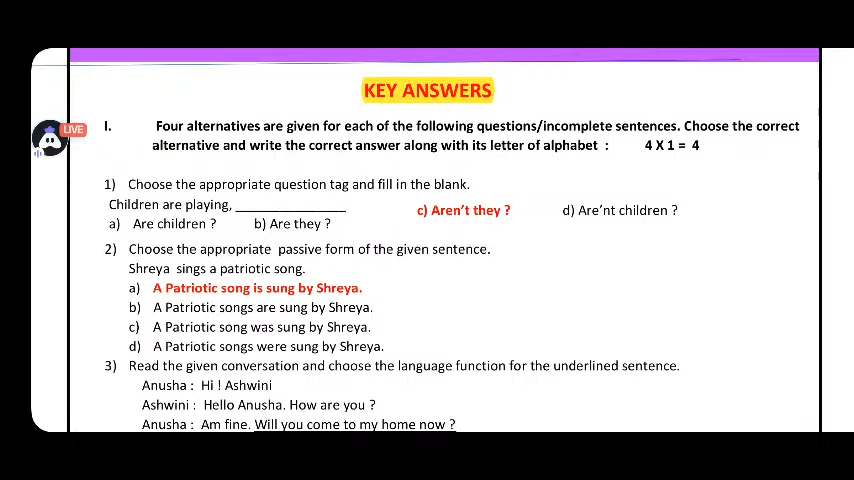 KEY ANSWERS
I. Four alternatives are given for each of the following questions/incomplete sentences. Choose the correct
alternative and write the correct answer along with its letter of alphabet : 4 X 1 = 4
LIVE
1) Choose the appropriate question tag and fill in the blank.
Children are playing, ________________
c) Aren't they ? d) Are'nt children ?
a) Are children ? b) Are they ?
2) Choose the appropriate passive form of the given sentence.
Shreya sings a patriotic song.
a) A Patriotic song is sung by Shreya.
b) A Patriotic songs are sung by Shreya.
c) A Patriotic song was sung by Shreya.
d) A Patriotic songs were sung by Shreya.
3) Read the given conversation and choose the language function for the underlined sentence.
Anusha : Hi ! Ashwini
Ashwini : Hello Anusha. How are you ?
Anusha : Am fine. Will you come to my home now ?